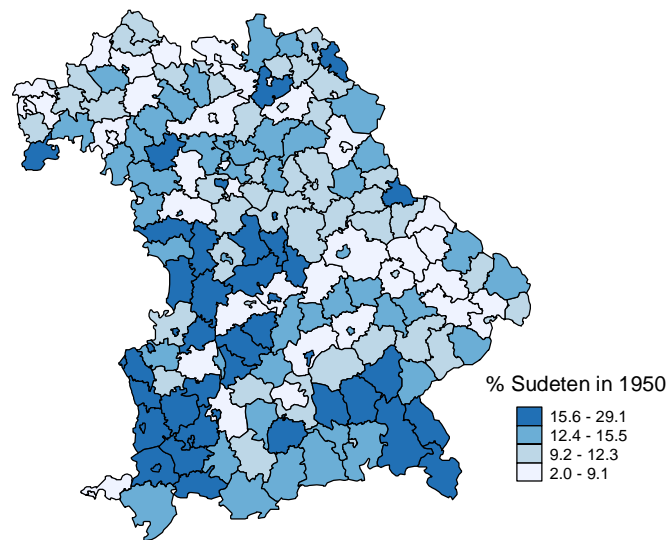 % Sudeten in 1950
15.6 - 29.1
12.4 - 15.5
9.2 - 12.3
2.0 - 9.1